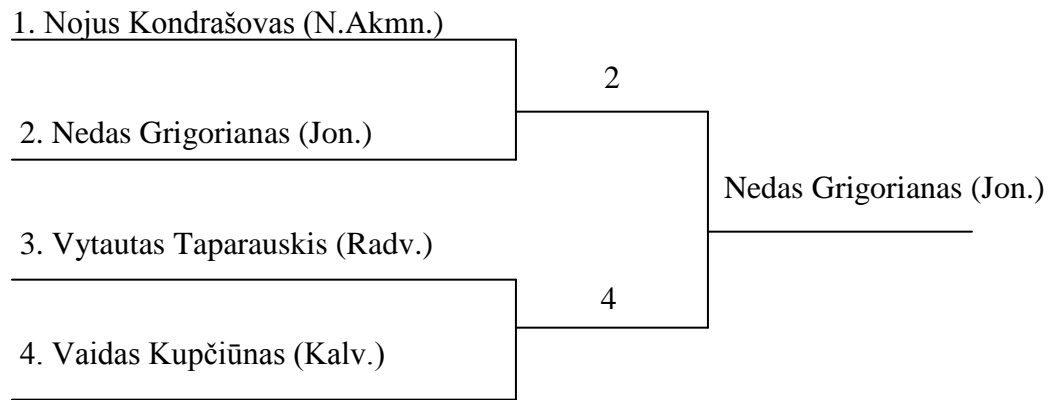 1. Nojus Kondrašovas (N.Akmn.)
2
2. Nedas Grigorianas (Jon.)
Nedas Grigorianas (Jon.)
3. Vytautas Taparauskis (Radv.)
4
4. Vaidas Kupčiūnas (Kalv.)